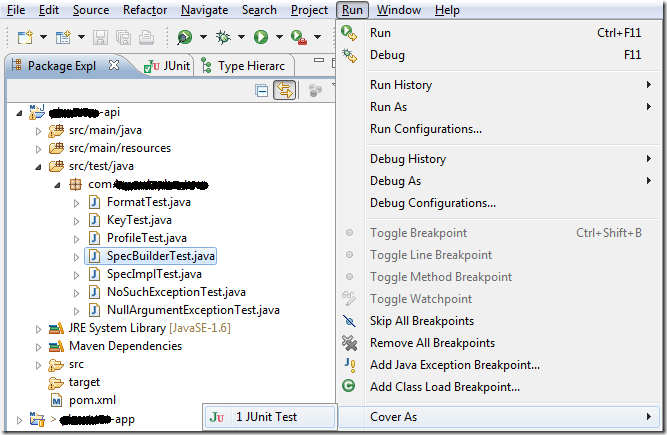 File Edit Source Refactor Navigate Search Project Run Window Help
Package Expl JUnit Type Hierarc
-api
src/main/java
src/main/resources
src/test/java
com
FormatTest.java
KeyTest.java
ProfileTest.java
SpecBuilderTest.java
SpecImplTest.java
NoSuchExceptionTest.java
NullArgumentExceptionTest.java
JRE System Library [JavaSE-1.6]
Maven Dependencies
src
target
pom.xml
> -app
Run Ctrl+F11
Debug F11
Run History
Run As
Run Configurations...
Debug History
Debug As
Debug Configurations...
Toggle Breakpoint Ctrl+Shift+B
Toggle Line Breakpoint
Toggle Method Breakpoint
Toggle Watchpoint
Skip All Breakpoints
Remove All Breakpoints
Add Java Exception Breakpoint...
Add Class Load Breakpoint...
Cover As
JU 1 JUnit Test